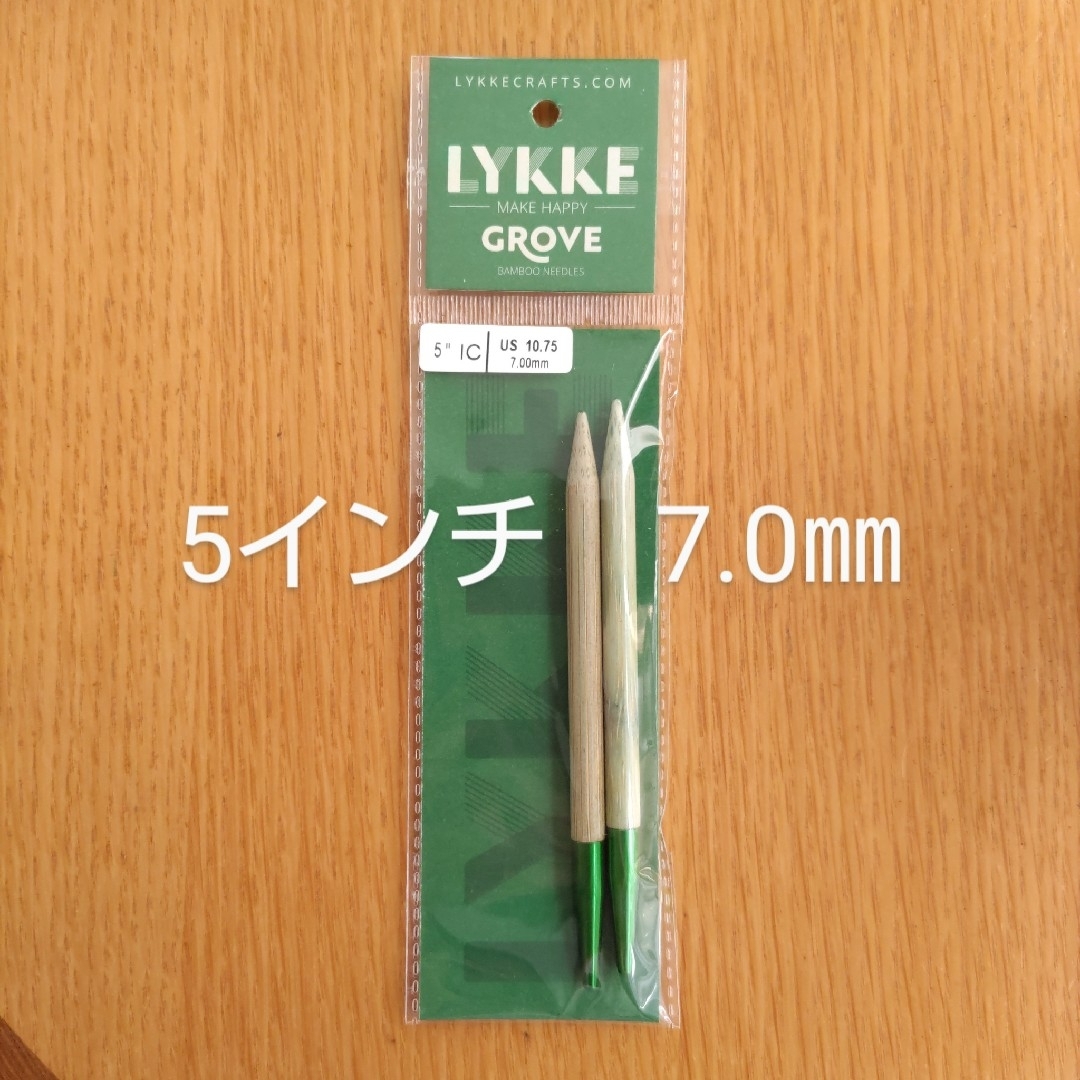 LYKKECRAFTS.COM
LYKKE
MAKE HAPPY
GROVE
BAMBOO NEEDLES
5" IC
US 10.75
7.00mm
5インチ 7.0mm
LYKKE